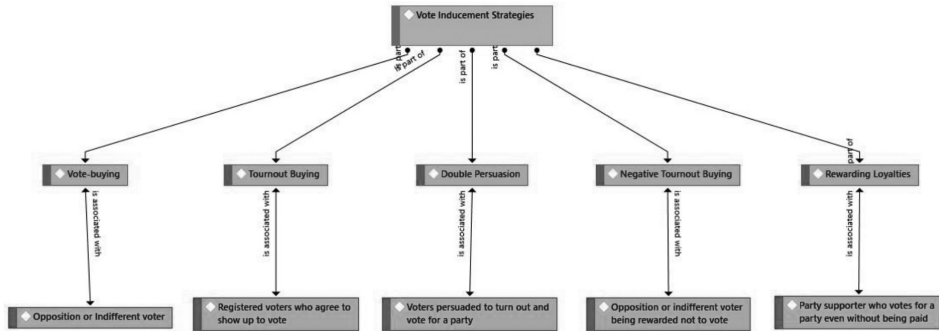 Vote Inducement Strategies
is part
is part of
is part of
is part
part of
Vote-buying
Tournout Buying
Double Persuasion
Negative Tournout Buying
Rewarding Loyalties
is associated with
is associated with
is associated with
is associated with
is associated with
Opposition or Indifferent voter
Registered voters who agree to
show up to vote
Voters persuaded to turn out and
vote for a party
Opposition or indifferent voter
being rewarded not to vote
Party supporter who votes for a
party even without being paid